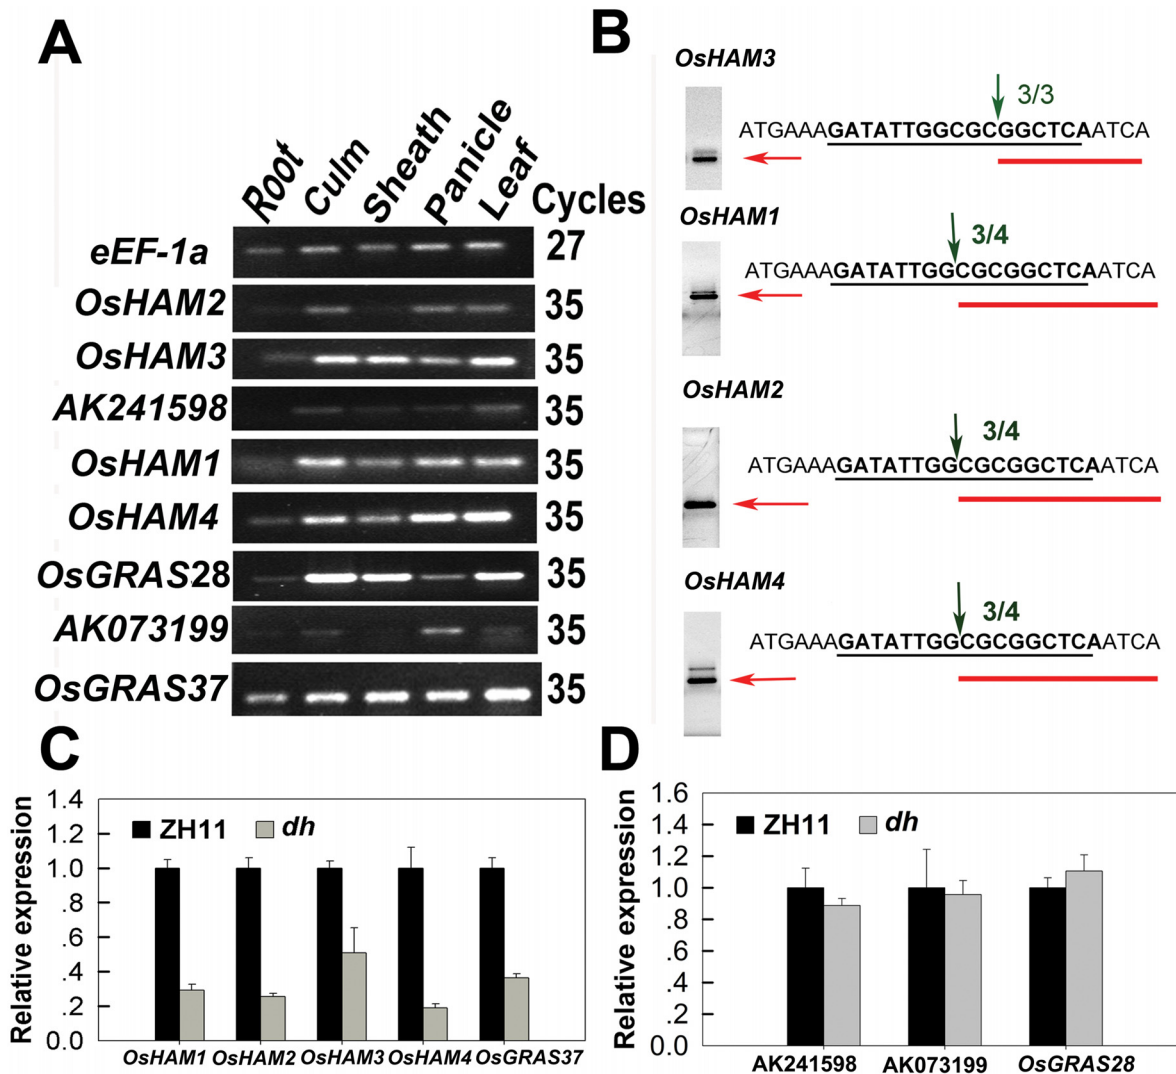 A
Root
Culm
Sheath
Panicle
Leaf
Cycles
eEF-1a 27
OsHAM2 35
OsHAM3 35
AK241598 35
OsHAM1 35
OsHAM4 35
OsGRAS28 35
AK073199 35
OsGRAS37 35
B
OsHAM3
3/3
ATGAAAGATATTGGCGCGGCTCAATCA
OsHAM1
3/4
ATGAAAGATATTGGCGCGGCTCAATCA
OsHAM2
3/4
ATGAAAGATATTGGCGCGGCTCAATCA
OsHAM4
3/4
ATGAAAGATATTGGCGCGGCTCAATCA
C
Relative expression
1.4
1.2
1.0
.8
.6
.4
.2
0.0
ZH11 dh
OsHAM1 OsHAM2 OsHAM3 OsHAM4 OsGRAS37
D
Relative expression
1.6
1.4
1.2
1.0
.8
.6
.4
.2
0.0
ZH11 dh
AK241598 AK073199 OsGRAS28